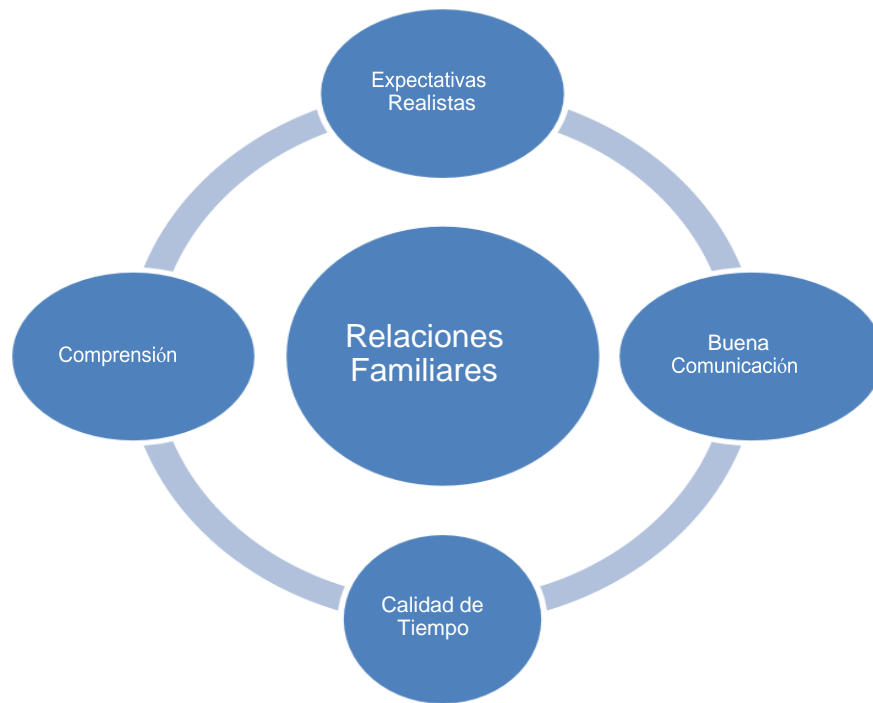 Expectativas
Realistas
Relaciones
Familiares
Comprensión
Buena
Comunicación
Calidad de
Tiempo